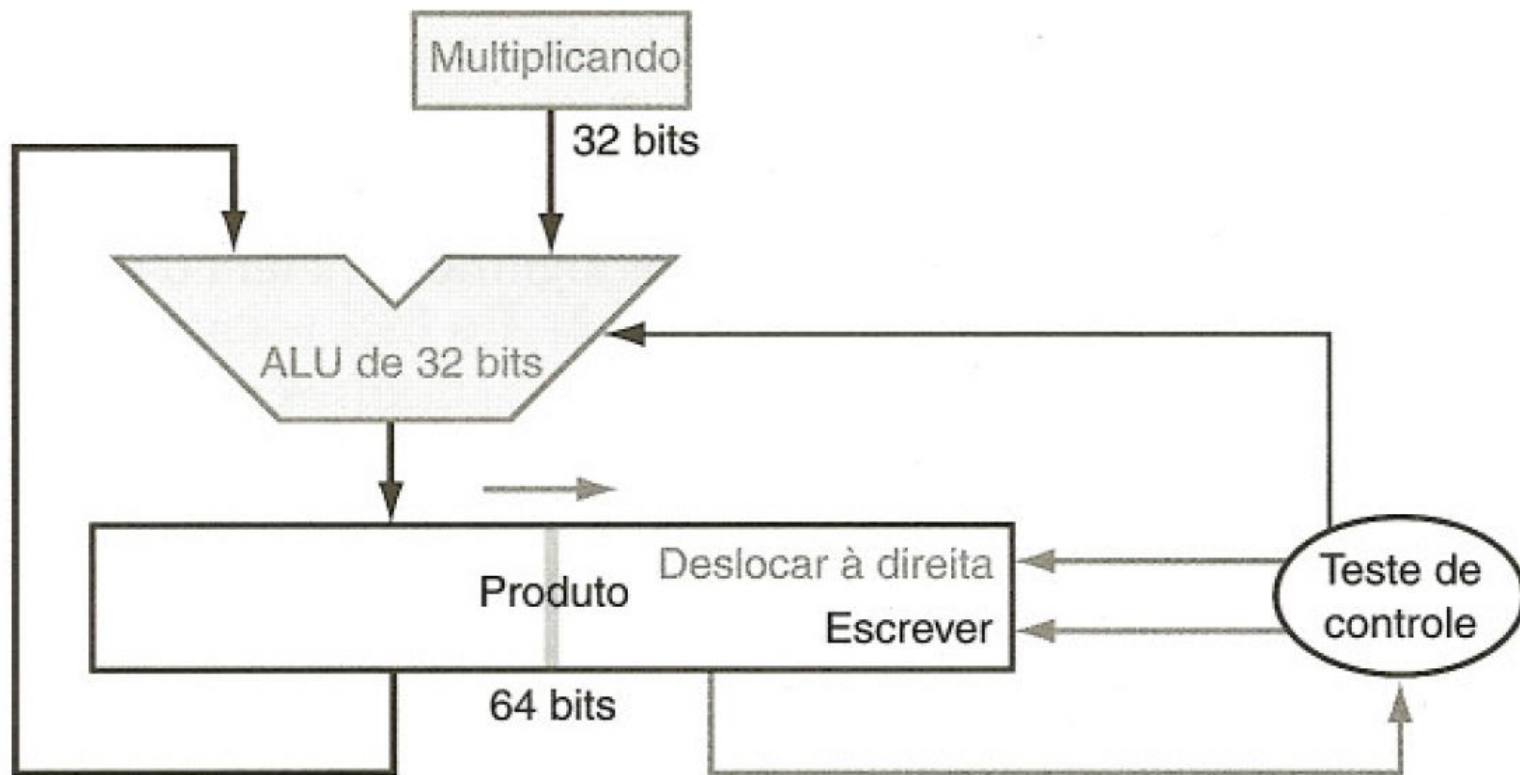 Multiplicando
32 bits
ALU de 32 bits
Deslocar à direita
Produto
Escrever
64 bits
Teste de
controle